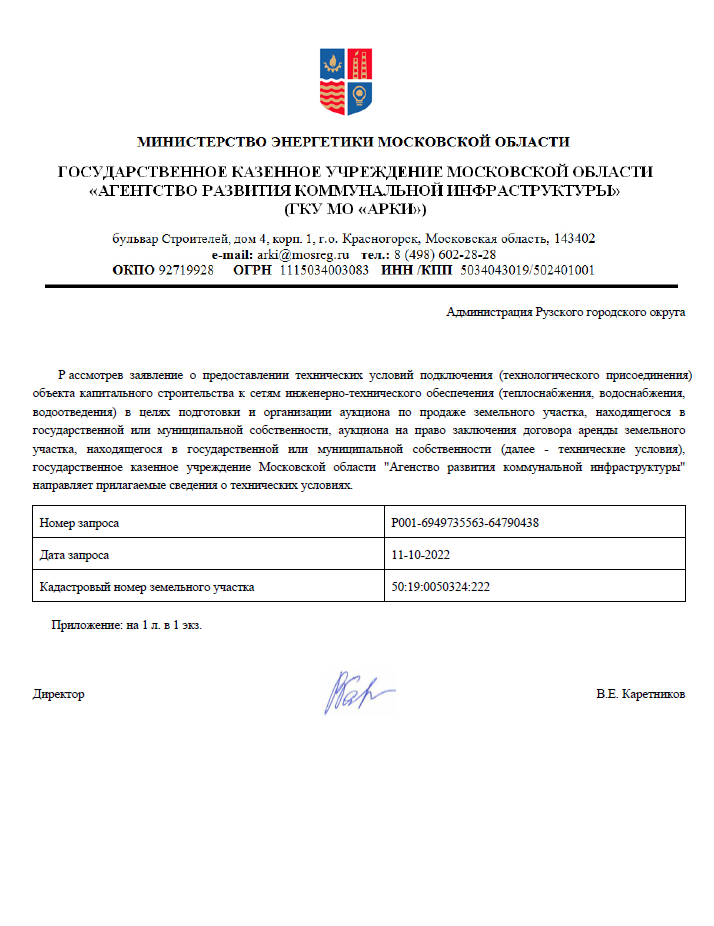 МИНИСТЕРСТВО ЭНЕРГЕТИКИ МОСКОВСКОЙ ОБЛАСТИ
ГОСУДАРСТВЕННОЕ КАЗЕННОЕ УЧРЕЖДЕНИЕ МОСКОВСКОЙ ОБЛАСТИ
«АГЕНТСТВО РАЗВИТИЯ КОММУНАЛЬНОЙ ИНФРАСТРУКТУРЫ»
(ГКУ МО «АРКИ»)
бульвар Строителей, дом 4, корп. 1, г.о. Красногорск, Московская область, 143402
e-mail: arki@mosreg.ru тел.: 8 (498) 602-28-28
ОКПО 92719928 ОГРН 1115034003083 ИНН /КПП 5034043019/502401001
Администрация Рузского городского округа
Рассмотрев заявление о предоставлении технических условий подключения (технологического присоединения)
объекта капитального строительства к сетям инженерно-технического обеспечения (теплоснабжения, водоснабжения,
водоотведения) в целях подготовки и организации аукциона по продаже земельного участка, находящегося в
государственной или муниципальной собственности, аукциона на право заключения договора аренды земельного
участка, находящегося в государственной или муниципальной собственности (далее - технические условия),
государственное казенное учреждение Московской области "Агенство развития коммунальной инфраструктуры"
направляет прилагаемые сведения о технических условиях.
Номер запроса P001-6949735563-64790438
Дата запроса 11-10-2022
Кадастровый номер земельного участка 50:19:0050324:222
Приложение: на 1 л. в 1 экз.
Директор В.Е. Каретников